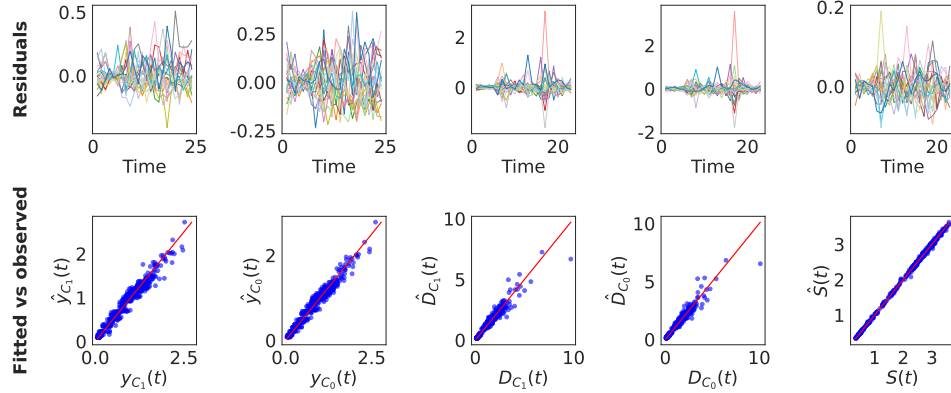 Residuals
0.5
0.0
0
25
Time
0.25
0.00
-0.25
0
25
Time
2
0
0
20
Time
2
0
-2
0
20
Time
0.2
0.0
0
20
Time
Fitted vs observed
ŷ_{C_1}(t)
2
1
0
0.0
2.5
y_{C_1}(t)
ŷ_{C_0}(t)
2
0
0.0
2.5
y_{C_0}(t)
D̂_{C_1}(t)
10
5
0
0
5
10
D_{C_1}(t)
D̂_{C_0}(t)
10
5
0
0
10
D_{C_0}(t)
Ŝ(t)
3
2
1
1 2 3
S(t)